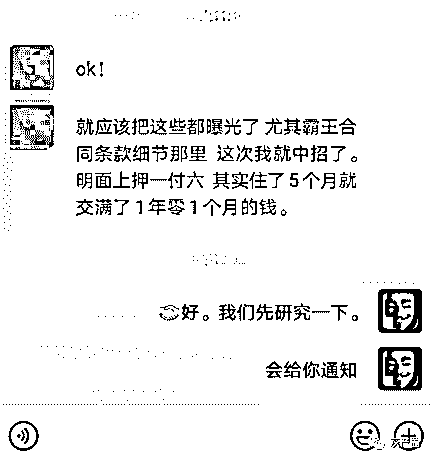 ok!
就应该把这些都曝光了 尤其霸王合
同条款细节那里 这次我就中招了。
明面上押一付六 其实住了5个月就
交满了1年零1个月的钱。
好。我们先研究一下。
会给你通知